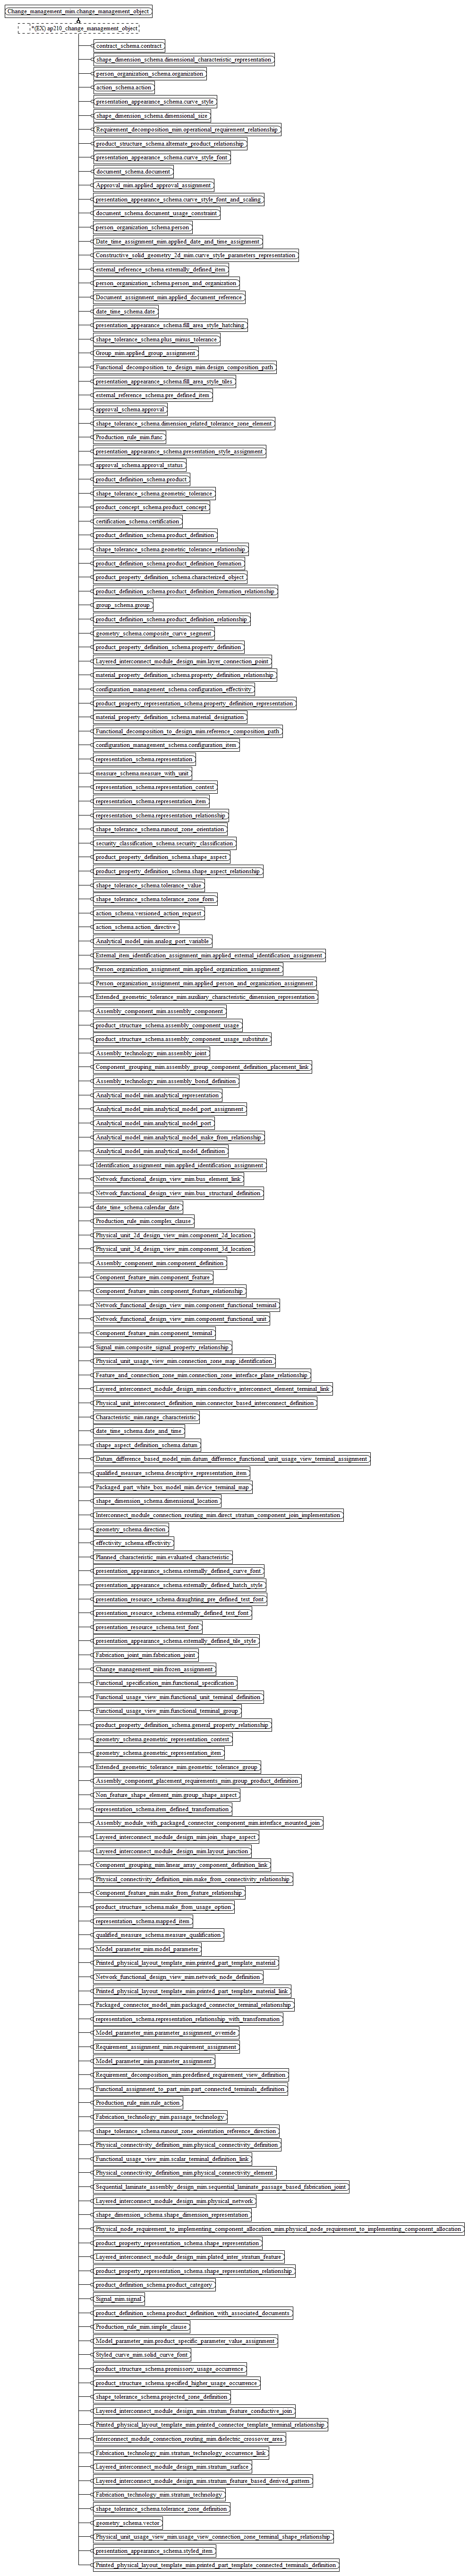 Change_management_mim.change_management_object
*(EX) ap210_change_management_object
contract_schema.contract
shape_dimension_schema.dimensional_characteristic_representation
person_organization_schema.organization
action_schema.action
presentation_appearance_schema.curve_style
shape_dimension_schema.dimensional_size
Requirement_decomposition_mim.operational_requirement_relationship
product_structure_schema.alternate_product_relationship
presentation_appearance_schema.curve_style_font
document_schema.document
Approval_mim.applied_approval_assignment
presentation_appearance_schema.curve_style_font_and_scaling
document_schema.document_usage_constraint
person_organization_schema.person
Date_time_assignment_mim.applied_date_and_time_assignment
Constructive_solid_geometry_2d_mim.curve_style_parameters_representation
external_reference_schema.externally_defined_item
person_organization_schema.person_and_organization
Document_assignment_mim.applied_document_reference
date_time_schema.date
presentation_appearance_schema.fill_area_style_hatching
shape_tolerance_schema.plus_minus_tolerance
Group_mim.applied_group_assignment
Functional_decomposition_to_design_mim.design_composition_path
presentation_appearance_schema.fill_area_style_tiles
external_reference_schema.pre_defined_item
approval_schema.approval
shape_tolerance_schema.dimension_related_tolerance_zone_element
Production_rule_mim.func
presentation_appearance_schema.presentation_style_assignment
approval_schema.approval_status
product_definition_schema.product
shape_tolerance_schema.geometric_tolerance
product_concept_schema.product_concept
certification_schema.certification
product_definition_schema.product_definition
shape_tolerance_schema.geometric_tolerance_relationship
product_definition_schema.product_definition_formation
product_property_definition_schema.characterized_object
product_definition_schema.product_definition_formation_relationship
group_schema.group
product_definition_schema.product_definition_relationship
geometry_schema.composite_curve_segment
product_property_definition_schema.property_definition
Layered_interconnect_module_design_mim.layer_connection_point
material_property_definition_schema.property_definition_relationship
configuration_management_schema.configuration_effectivity
product_property_representation_schema.property_definition_representation
material_property_definition_schema.material_designation
Functional_decomposition_to_design_mim.reference_composition_path
configuration_management_schema.configuration_item
representation_schema.representation
measure_schema.measure_with_unit
representation_schema.representation_context
representation_schema.representation_item
representation_schema.representation_relationship
shape_tolerance_schema.runout_zone_orientation
security_classification_schema.security_classification
product_property_definition_schema.shape_aspect
product_property_definition_schema.shape_aspect_relationship
shape_tolerance_schema.tolerance_value
shape_tolerance_schema.tolerance_zone_form
action_schema.versioned_action_request
action_schema.action_directive
Analytical_model_mim.analog_port_variable
External_item_identification_assignment_mim.applied_external_identification_assignment
Person_organization_assignment_mim.applied_organization_assignment
Person_organization_assignment_mim.applied_person_and_organization_assignment
Extended_geometric_tolerance_mim.auxiliary_characteristic_dimension_representation
Assembly_component_mim.assembly_component
product_structure_schema.assembly_component_usage
product_structure_schema.assembly_component_usage_substitute
Assembly_technology_mim.assembly_joint
Component_grouping_mim.assembly_group_component_definition_placement_link
Assembly_technology_mim.assembly_bond_definition
Analytical_model_mim.analytical_representation
Analytical_model_mim.analytical_model_port_assignment
Analytical_model_mim.analytical_model_port
Analytical_model_mim.analytical_model_make_from_relationship
Analytical_model_mim.analytical_model_definition
Identification_assignment_mim.applied_identification_assignment
Network_functional_design_view_mim.bus_element_link
Network_functional_design_view_mim.bus_structural_definition
date_time_schema.calendar_date
Production_rule_mim.complex_clause
Physical_unit_2d_design_view_mim.component_2d_location
Physical_unit_3d_design_view_mim.component_3d_location
Assembly_component_mim.component_definition
Component_feature_mim.component_feature
Component_feature_mim.component_feature_relationship
Network_functional_design_view_mim.component_functional_terminal
Network_functional_design_view_mim.component_functional_unit
Component_feature_mim.component_terminal
Signal_mim.composite_signal_property_relationship
Physical_unit_usage_view_mim.connection_zone_map_identification
Feature_and_connection_zone_mim.connection_zone_interface_plane_relationship
Layered_interconnect_module_design_mim.conductive_interconnect_element_terminal_link
Physical_unit_interconnect_definition_mim.connector_based_interconnect_definition
Characteristic_mim.range_characteristic
date_time_schema.date_and_time
shape_aspect_definition_schema.datum
Datum_difference_based_model_mim.datum_difference_functional_unit_usage_view_terminal_assignment
qualified_measure_schema.descriptive_representation_item
Packaged_part_white_box_model_mim.device_terminal_map
shape_dimension_schema.dimensional_location
Interconnect_module_connection_routing_mim.direct_stratum_component_join_implementation
geometry_schema.direction
effectivity_schema.effectivity
Planned_characteristic_mim.evaluated_characteristic
presentation_appearance_schema.externally_defined_curve_font
presentation_appearance_schema.externally_defined_hatch_style
presentation_resource_schema.draughting_pre_defined_text_font
presentation_resource_schema.externally_defined_text_font
presentation_resource_schema.text_font
presentation_appearance_schema.externally_defined_tile_style
Fabrication_joint_mim.fabrication_joint
Change_management_mim.frozen_assignment
Functional_specification_mim.functional_specification
Functional_usage_view_mim.functional_unit_terminal_definition
Functional_usage_view_mim.functional_terminal_group
product_property_definition_schema.general_property_relationship
geometry_schema.geometric_representation_context
geometry_schema.geometric_representation_item
Extended_geometric_tolerance_mim.geometric_tolerance_group
Assembly_component_placement_requirements_mim.group_product_definition
Non_feature_shape_element_mim.group_shape_aspect
representation_schema.item_defined_transformation
Assembly_module_with_packaged_connector_component_mim.interface_mounted_join
Layered_interconnect_module_design_mim.join_shape_aspect
Layered_interconnect_module_design_mim.layout_junction
Component_grouping_mim.linear_array_component_definition_link
Physical_connectivity_definition_mim.make_from_connectivity_relationship
Component_feature_mim.make_from_feature_relationship
product_structure_schema.make_from_usage_option
representation_schema.mapped_item
qualified_measure_schema.measure_qualification
Model_parameter_mim.model_parameter
Printed_physical_layout_template_mim.printed_part_template_material
Network_functional_design_view_mim.network_node_definition
Printed_physical_layout_template_mim.printed_part_template_material_link
Packaged_connector_model_mim.packaged_connector_terminal_relationship
representation_schema.representation_relationship_with_transformation
Model_parameter_mim.parameter_assignment_override
Requirement_assignment_mim.requirement_assignment
Model_parameter_mim.parameter_assignment
Requirement_decomposition_mim.predefined_requirement_view_definition
Functional_assignment_to_part_mim.part_connected_terminals_definition
Production_rule_mim.rule_action
Fabrication_technology_mim.passage_technology
shape_tolerance_schema.runout_zone_orientation_reference_direction
Physical_connectivity_definition_mim.physical_connectivity_definition
Functional_usage_view_mim.scalar_terminal_definition_link
Physical_connectivity_definition_mim.physical_connectivity_element
Sequential_laminate_assembly_design_mim.sequential_laminate_passage_based_fabrication_joint
Layered_interconnect_module_design_mim.physical_network
shape_dimension_schema.shape_dimension_representation
Physical_node_requirement_to_implementing_component_allocation_mim.physical_node_requirement_to_implementing_component_allocation
product_property_representation_schema.shape_representation
Layered_interconnect_module_design_mim.plated_inter_stratum_feature
product_property_representation_schema.shape_representation_relationship
product_definition_schema.product_category
Signal_mim.signal
product_definition_schema.product_definition_with_associated_documents
Production_rule_mim.simple_clause
Model_parameter_mim.product_specific_parameter_value_assignment
Styled_curve_mim.solid_curve_font
product_structure_schema.promissory_usage_occurrence
product_structure_schema.specified_higher_usage_occurrence
shape_tolerance_schema.projected_zone_definition
Layered_interconnect_module_design_mim.stratum_feature_conductive_join
Printed_physical_layout_template_mim.printed_connector_template_terminal_relationship
Interconnect_module_connection_routing_mim.dielectric_crossover_area
Fabrication_technology_mim.stratum_technology_occurrence_link
Layered_interconnect_module_design_mim.stratum_surface
Layered_interconnect_module_design_mim.stratum_feature_based_derived_pattern
Fabrication_technology_mim.stratum_technology
shape_tolerance_schema.tolerance_zone_definition
geometry_schema.vector
Physical_unit_usage_view_mim.usage_view_connection_zone_terminal_shape_relationship
presentation_appearance_schema.styled_item
Printed_physical_layout_template_mim.printed_part_template_connected_terminals_definition